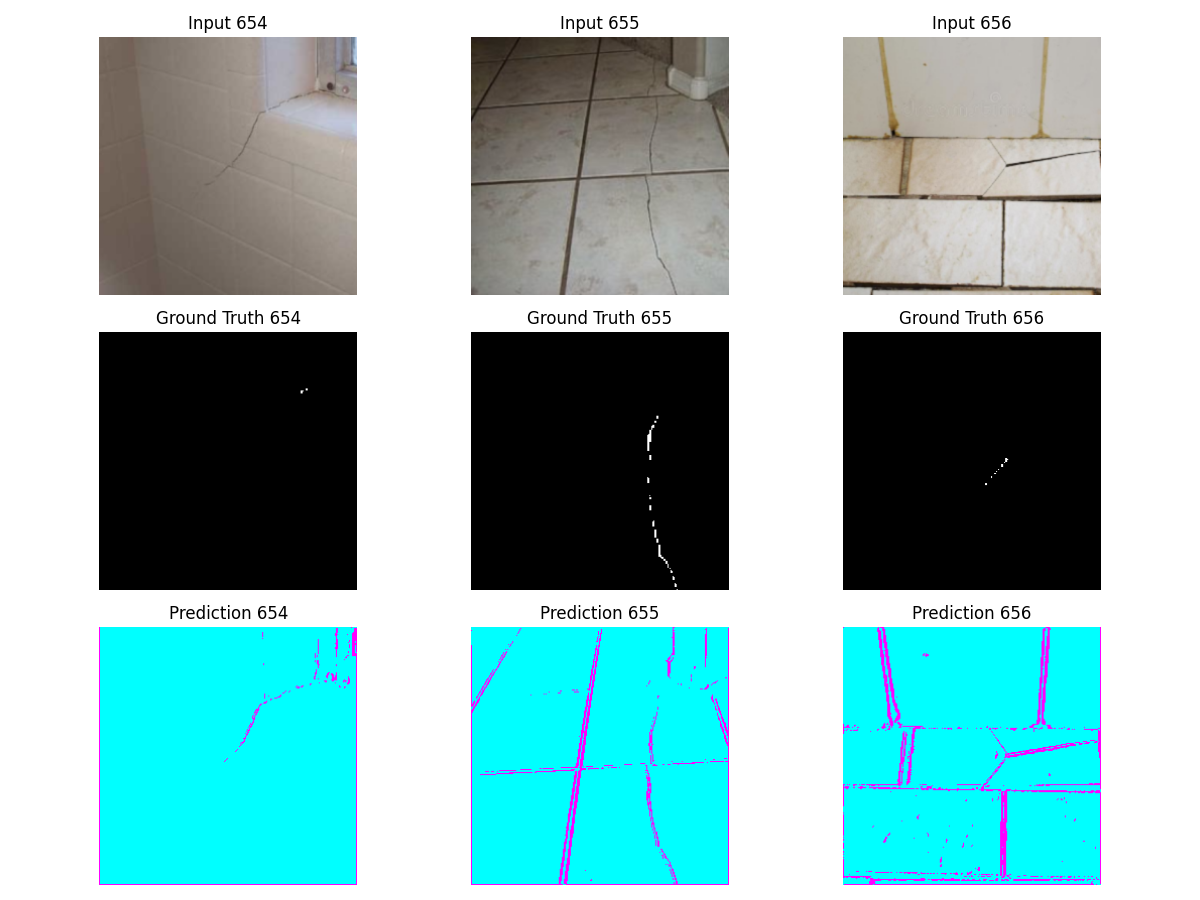 Input 654
Input 655
Input 656
Ground Truth 654
Ground Truth 655
Ground Truth 656
Prediction 654
Prediction 655
Prediction 656